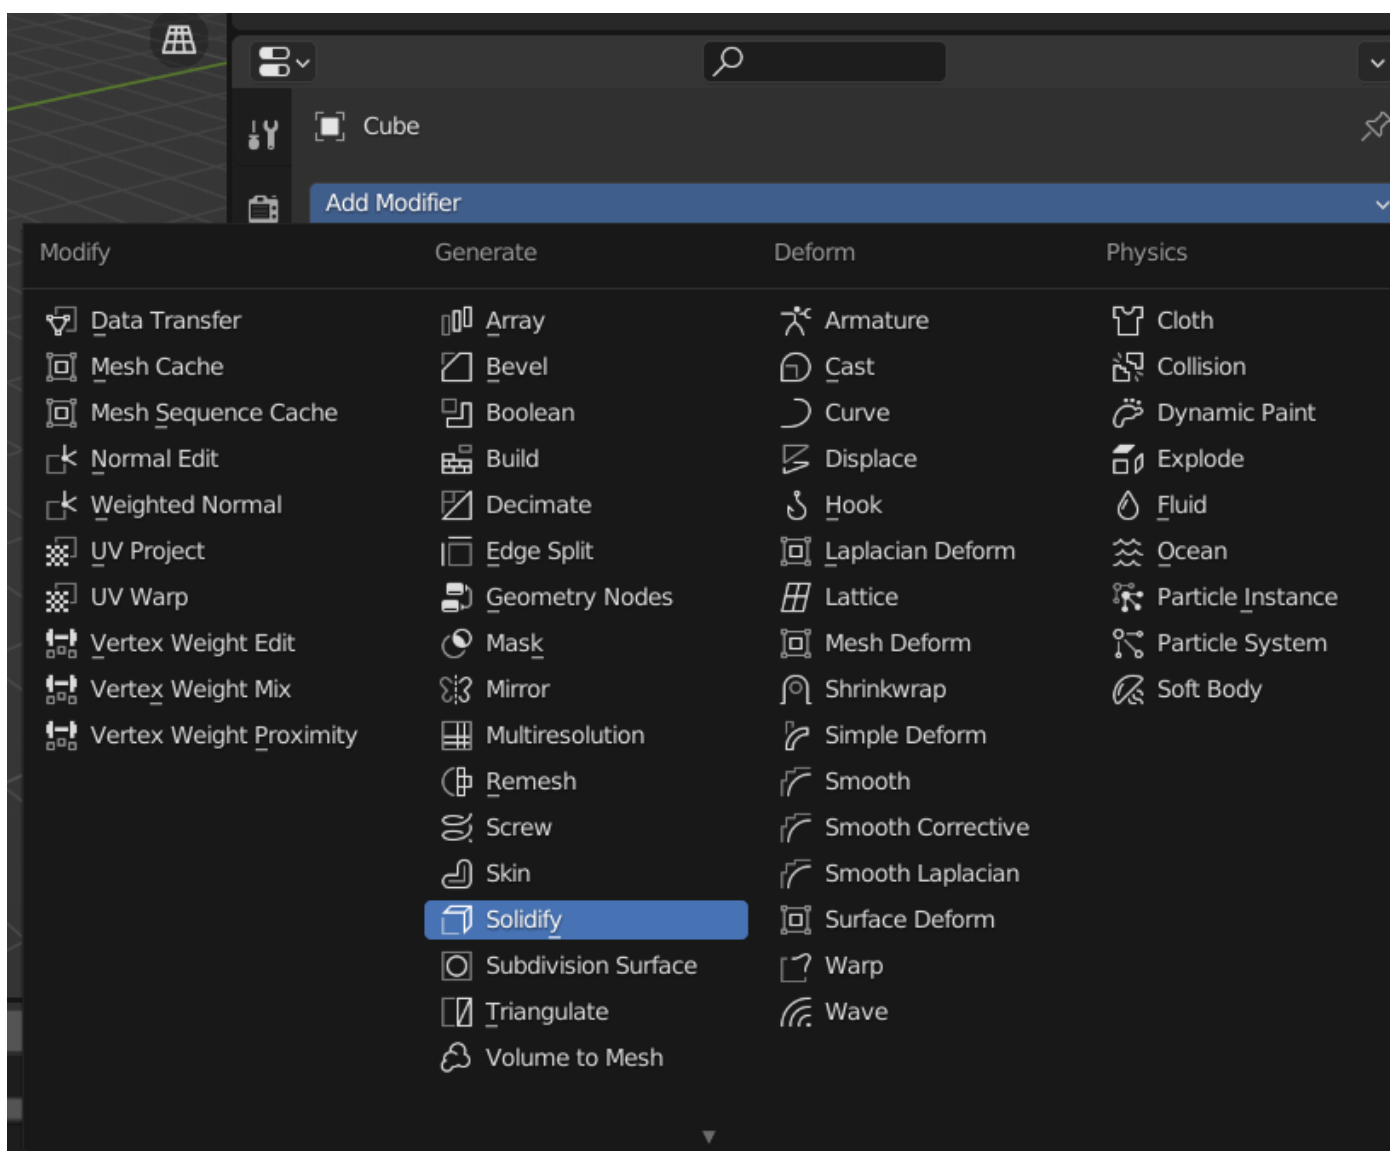 Cube
Add Modifier
Modify
Data Transfer
Mesh Cache
Mesh Sequence Cache
Normal Edit
Weighted Normal
UV Project
UV Warp
Vertex Weight Edit
Vertex Weight Mix
Vertex Weight Proximity
Generate
Array
Bevel
Boolean
Build
Decimate
Edge Split
Geometry Nodes
Mask
Mirror
Multiresolution
Remesh
Screw
Skin
Solidify
Subdivision Surface
Triangulate
Volume to Mesh
Deform
Armature
Cast
Curve
Displace
Hook
Laplacian Deform
Lattice
Mesh Deform
Shrinkwrap
Simple Deform
Smooth
Smooth Corrective
Smooth Laplacian
Surface Deform
Warp
Wave
Physics
Cloth
Collision
Dynamic Paint
Explode
Fluid
Ocean
Particle Instance
Particle System
Soft Body